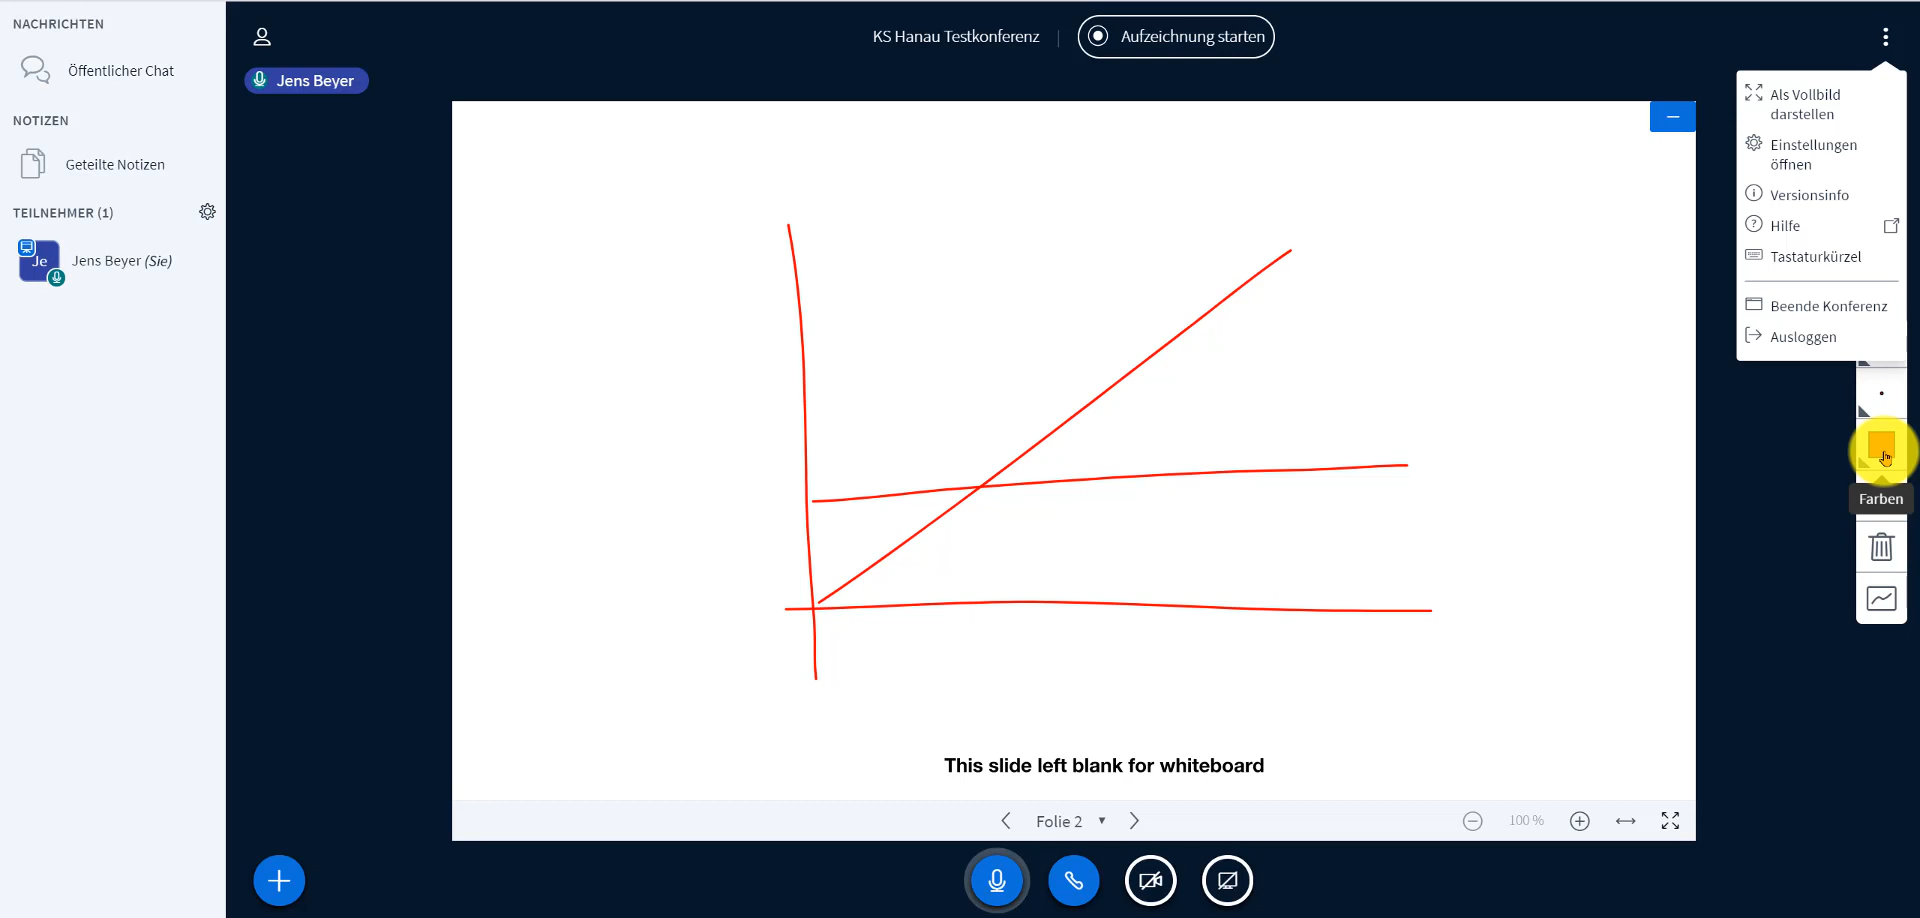 NACHRICHTEN
Öffentlicher Chat
NOTIZEN
Geteilte Notizen
TEILNEHMER (1)
Je
Jens Beyer (Sie)
KS Hanau Testkonferenz
Aufzeichnung starten
Jens Beyer
Als Vollbild
darstellen
Einstellungen
öffnen
Versionsinfo
Hilfe
Tastaturkürzel
Beende Konferenz
Ausloggen
Farben
This slide left blank for whiteboard
Folie 2
100 %